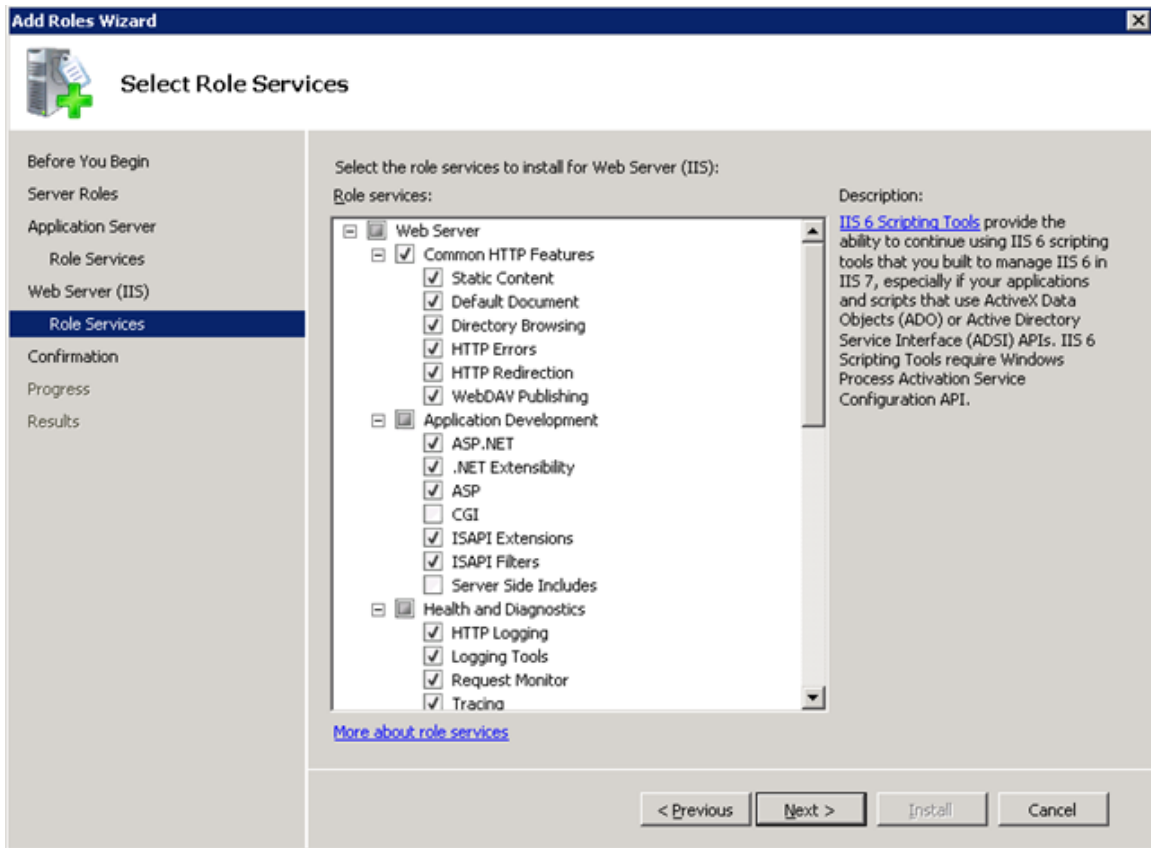 Add Roles Wizard
Select Role Services
Before You Begin
Server Roles
Application Server
Role Services
Web Server (IIS)
Role Services
Confirmation
Progress
Results
Select the role services to install for Web Server (IIS):
Role services:
Web Server
Common HTTP Features
Static Content
Default Document
Directory Browsing
HTTP Errors
HTTP Redirection
WebDAV Publishing
Application Development
ASP.NET
.NET Extensibility
ASP
CGI
ISAPI Extensions
ISAPI Filters
Server Side Includes
Health and Diagnostics
HTTP Logging
Logging Tools
Request Monitor
Tracing
More about role services
Description:
IIS 6 Scripting Tools provide the
ability to continue using IIS 6 scripting
tools that you built to manage IIS 6 in
IIS 7, especially if your applications
and scripts that use ActiveX Data
Objects (ADO) or Active Directory
Service Interface (ADSI) APIs. IIS 6
Scripting Tools require Windows
Process Activation Service
Configuration API.
< Previous
Next >
Install
Cancel